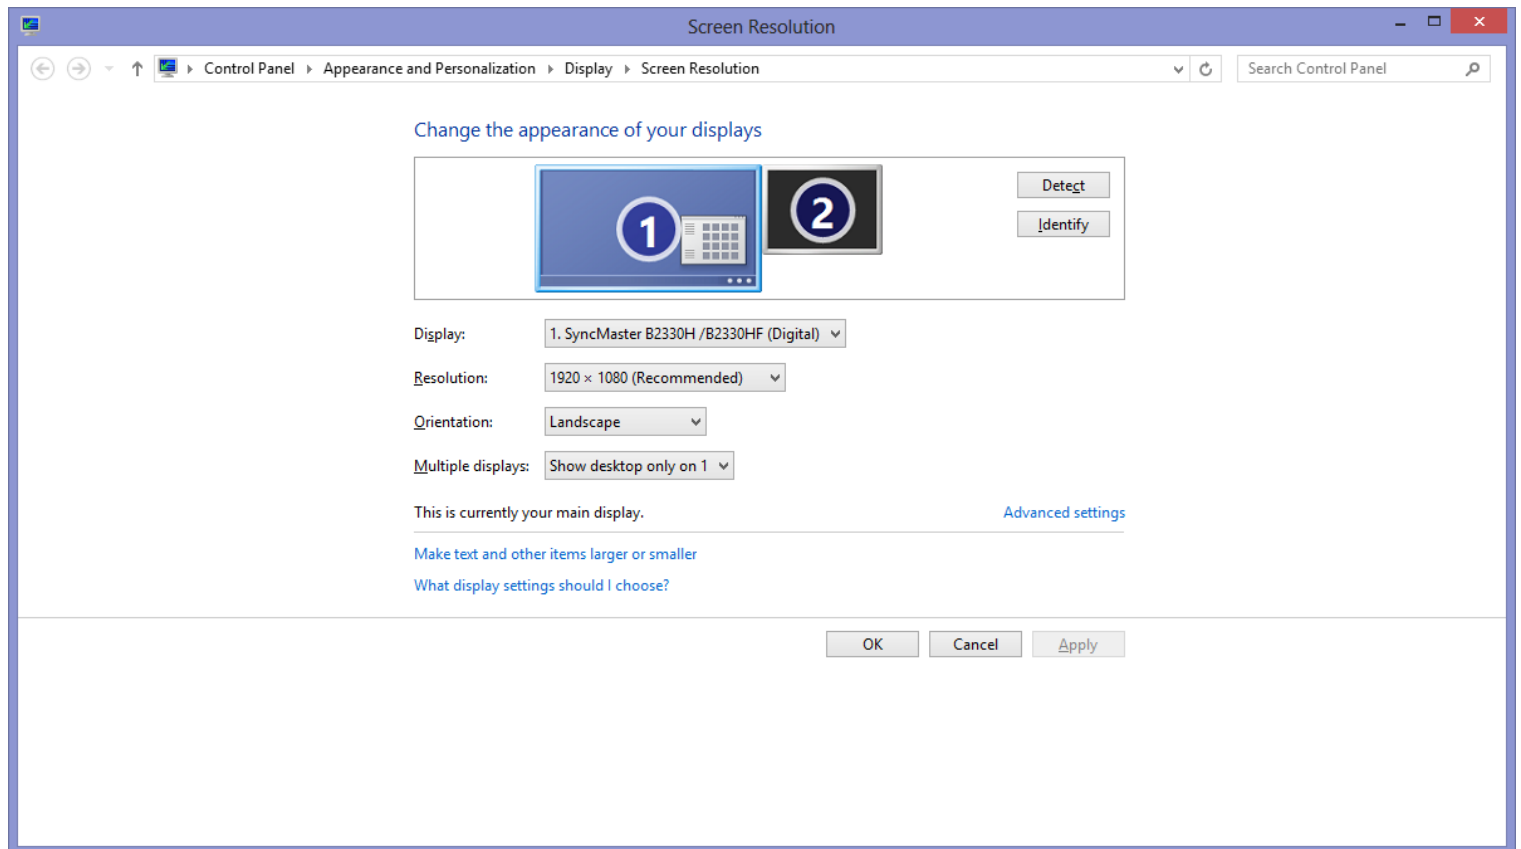 Screen Resolution
Control Panel Appearance and Personalization Display Screen Resolution
Search Control Panel
Change the appearance of your displays
1
2
Detect
Identify
Display: 1. SyncMaster B2330H /B2330HF (Digital)
Resolution: 1920 × 1080 (Recommended)
Orientation: Landscape
Multiple displays: Show desktop only on 1
This is currently your main display. Advanced settings
Make text and other items larger or smaller
What display settings should I choose?
OK Cancel Apply